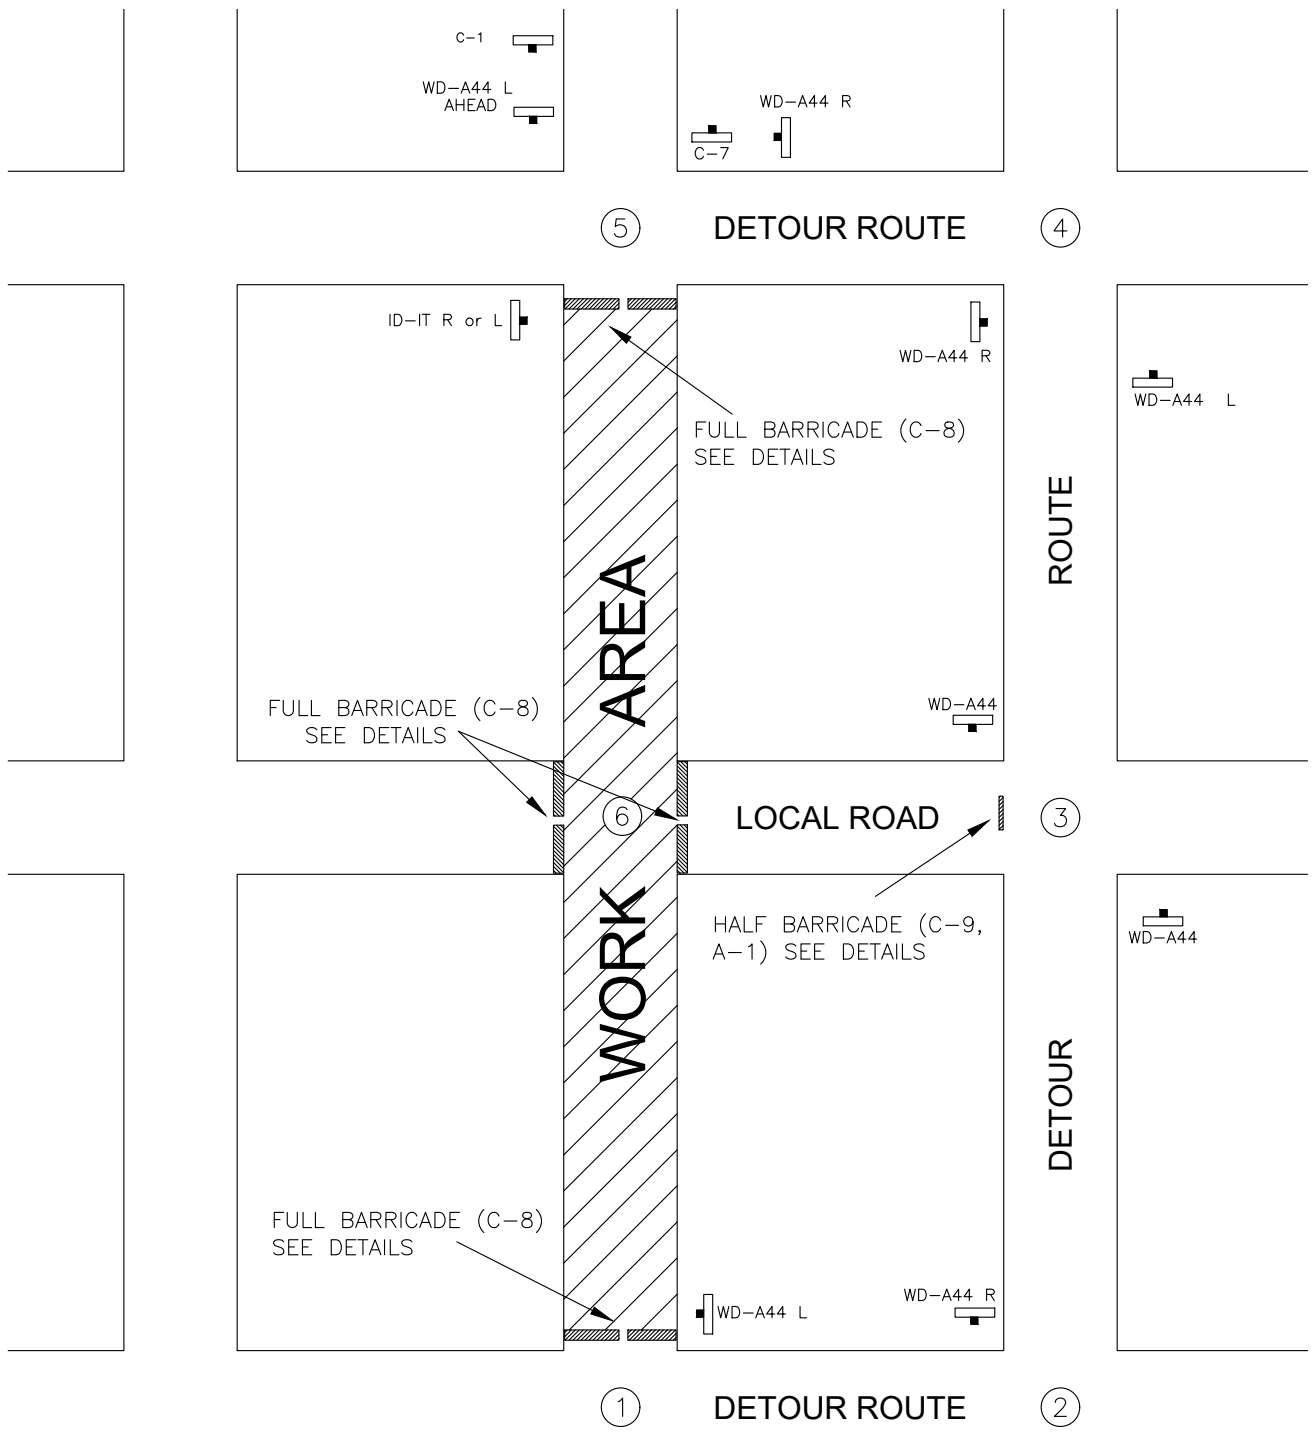 C-1
WD-A44 L
AHEAD
WD-A44 R
C-7
5
DETOUR ROUTE
4
ID-IT R or L
WD-A44 R
WD-A44 L
FULL BARRICADE (C-8)
SEE DETAILS
ROUTE
AREA
FULL BARRICADE (C-8)
SEE DETAILS
WD-A44
6
LOCAL ROAD
3
HALF BARRICADE (C-9,
A-1) SEE DETAILS
WD-A44
WORK
DETOUR
FULL BARRICADE (C-8)
SEE DETAILS
WD-A44 L
WD-A44 R
1
DETOUR ROUTE
2